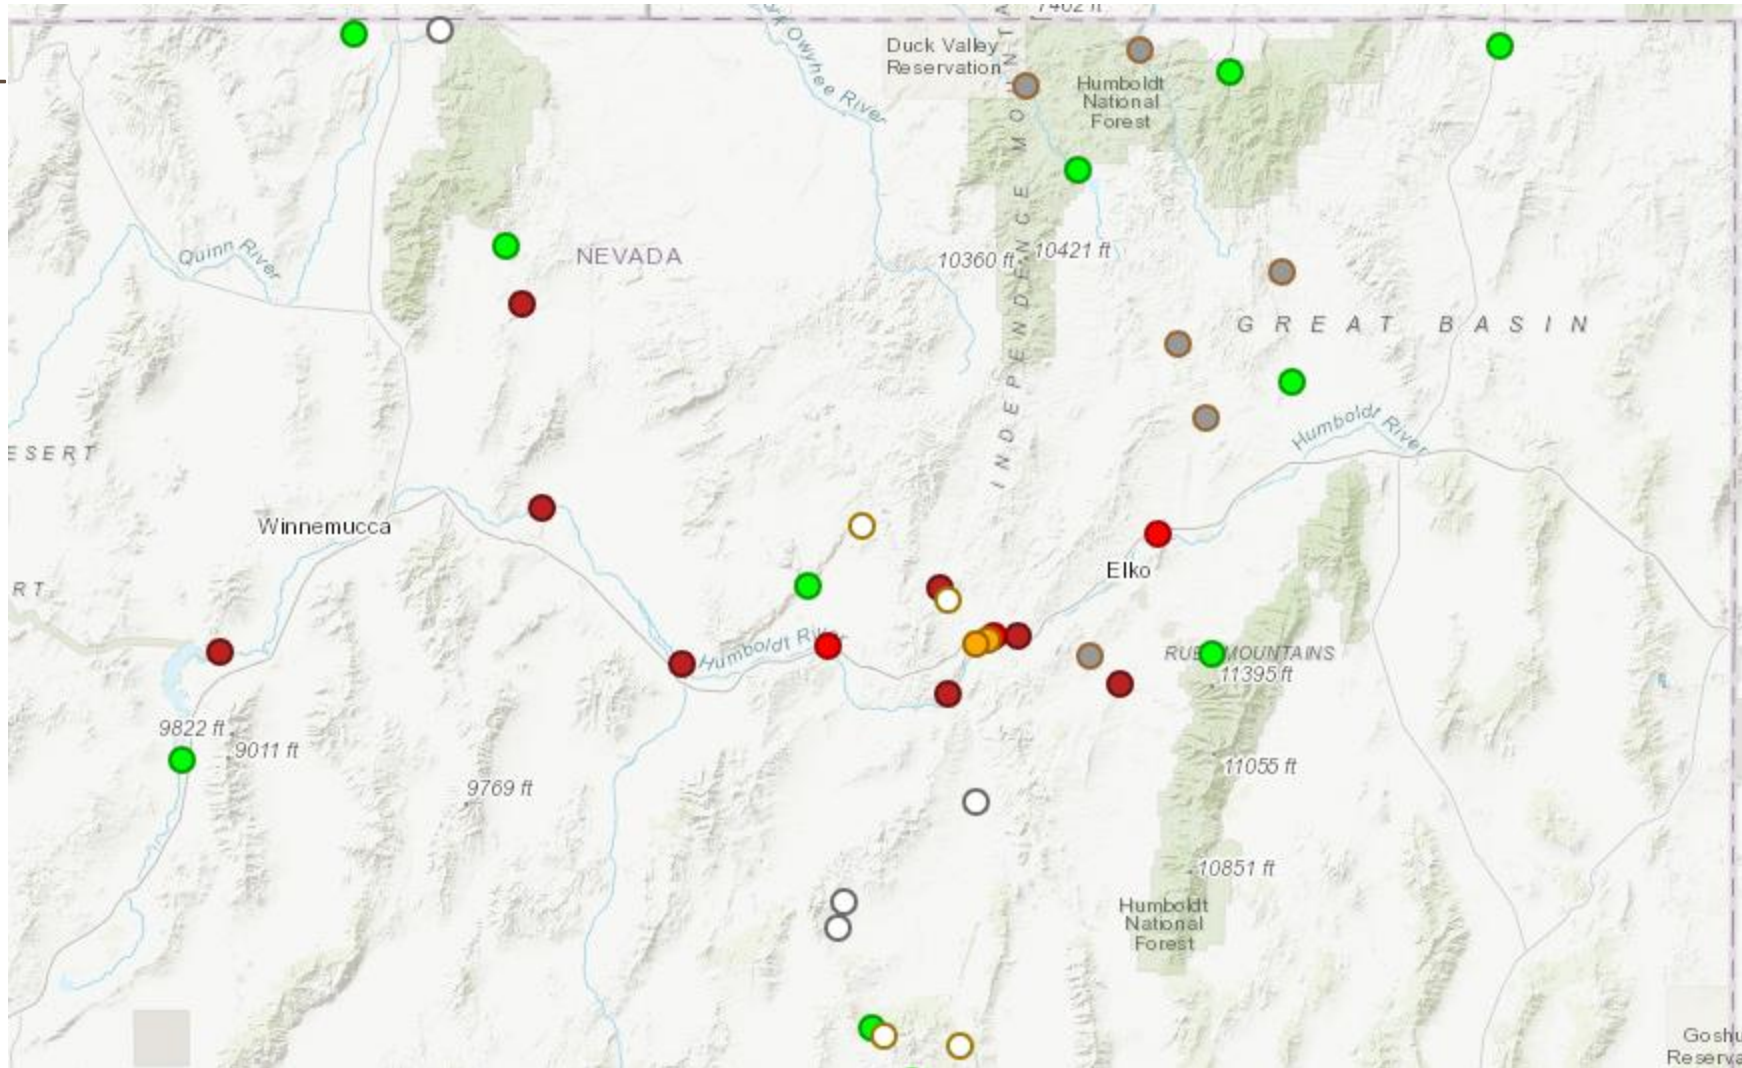 7402 ft
Duck Valley
Reservation
Owyhee River
Humboldt
National
Forest
INDEPENDENCE
Quinn River
NEVADA
10360 ft
10421 ft
GREAT BASIN
ESERT
Humboldt River
Winnemucca
Elko
RT
Humboldt
MOUNTAINS
11395 ft
9822 ft
9011 ft
11055 ft
9769 ft
10851 ft
Humboldt
National
Forest
Goshu
Reserva